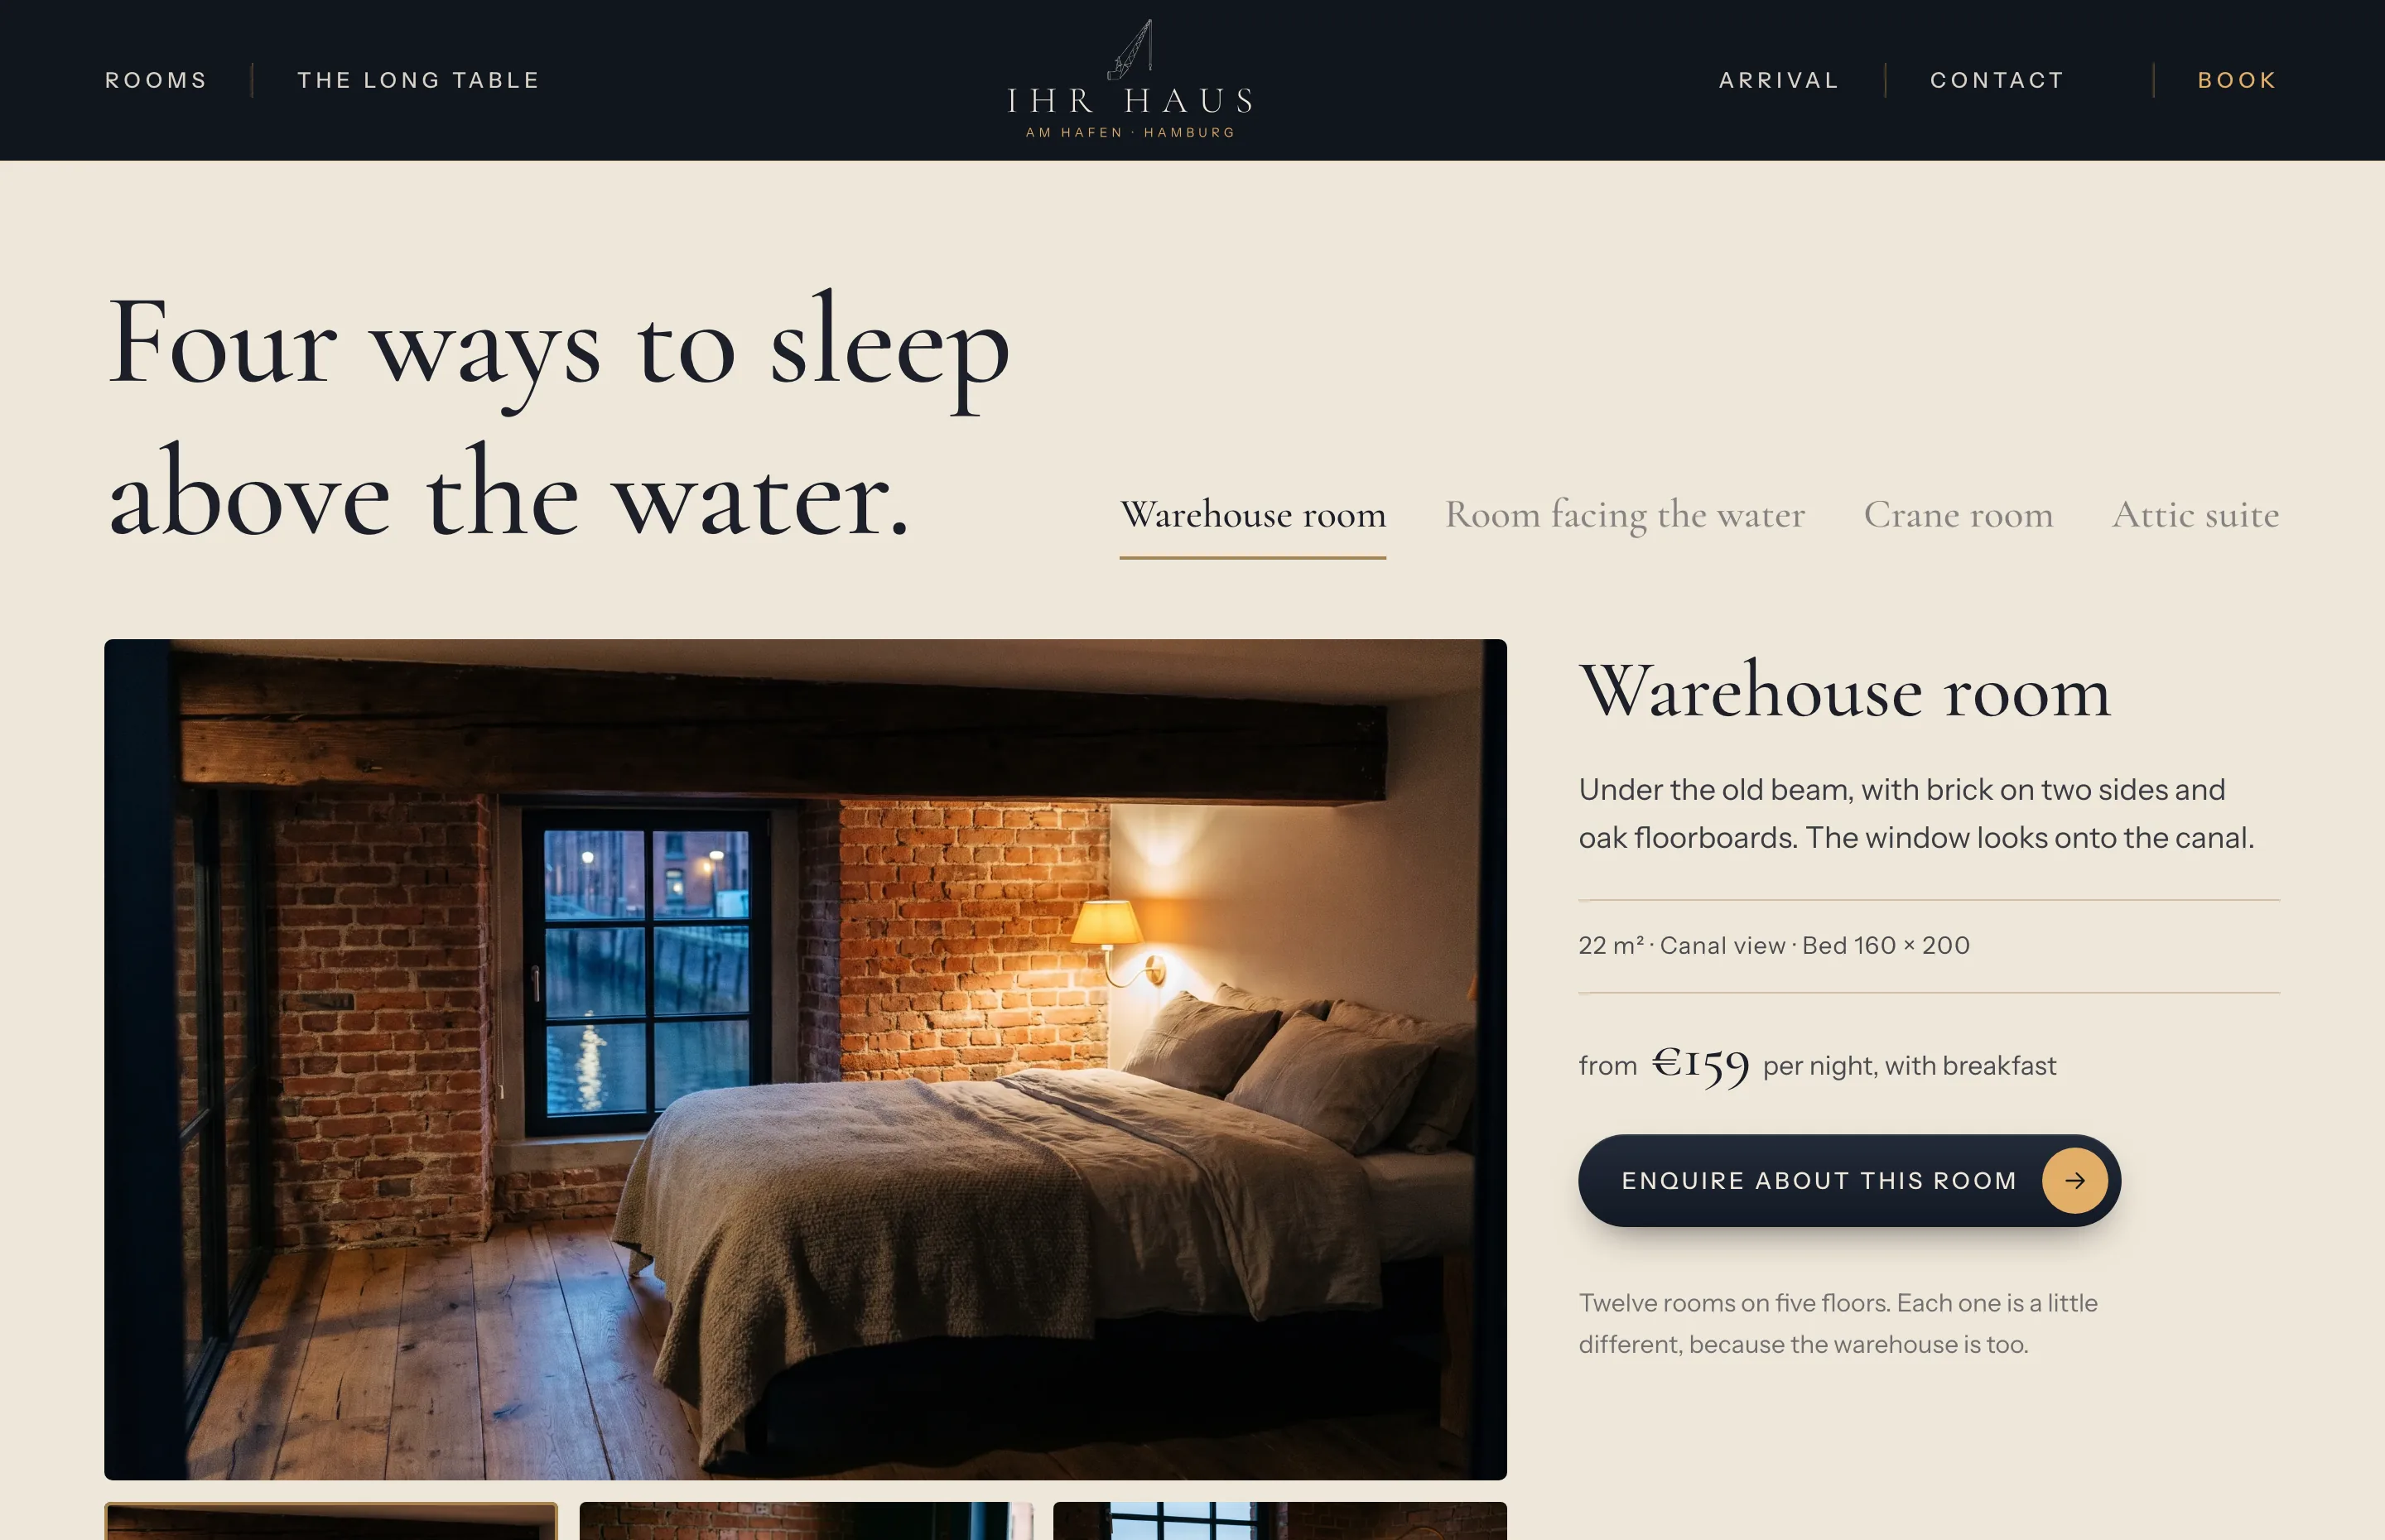 ROOMS
THE LONG TABLE
IHR HAUS
AM HAFEN · HAMBURG
ARRIVAL
CONTACT
BOOK
Four ways to sleep
above the water.
Warehouse room
Room facing the water
Crane room
Attic suite
Warehouse room
Under the old beam, with brick on two sides and
oak floorboards. The window looks onto the canal.
22 m² · Canal view · Bed 160 × 200
from €159 per night, with breakfast
ENQUIRE ABOUT THIS ROOM →
Twelve rooms on five floors. Each one is a little
different, because the warehouse is too.